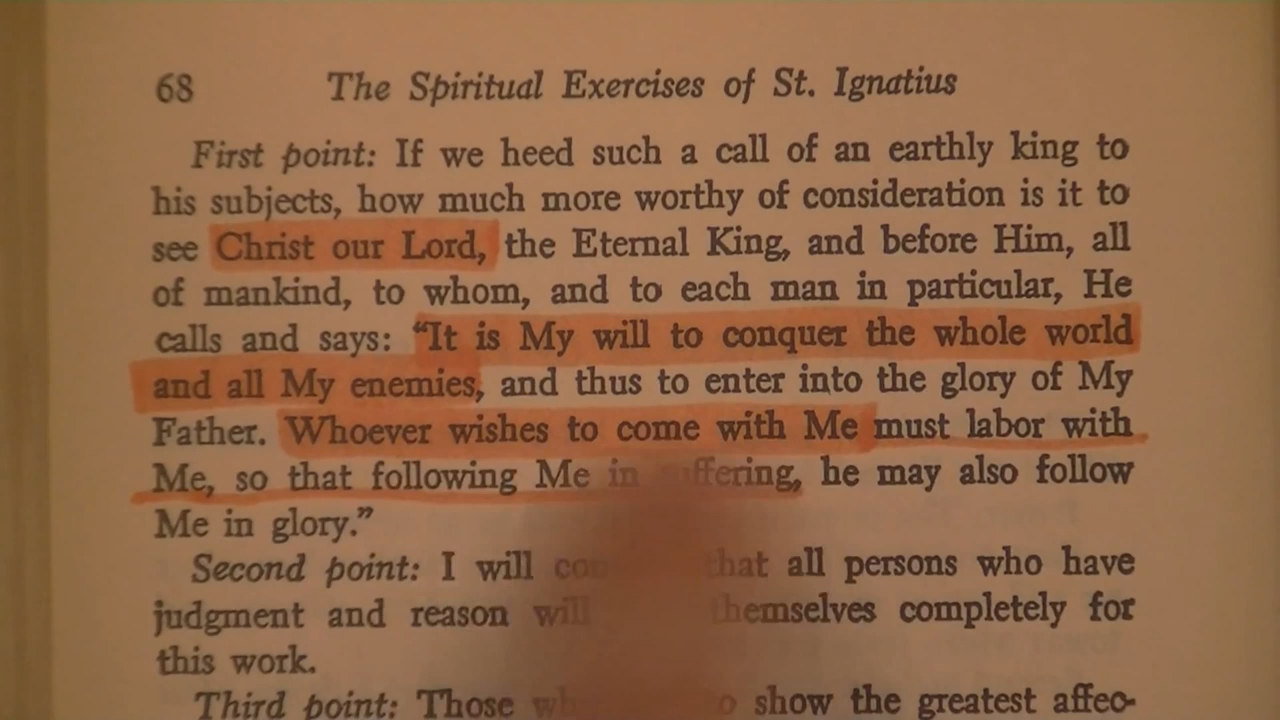 68 The Spiritual Exercises of St. Ignatius
First point: If we heed such a call of an earthly king to
his subjects, how much more worthy of consideration is it to
see Christ our Lord, the Eternal King, and before Him, all
of mankind, to whom, and to each man in particular, He
calls and says: “It is My will to conquer the whole world
and all My enemies, and thus to enter into the glory of My
Father. Whoever wishes to come with Me must labor with
Me, so that following Me in suffering, he may also follow
Me in glory.”
Second point: I will that all persons who have
judgment and reason will themselves completely for
this work.
Third point: Those show the greatest affec-